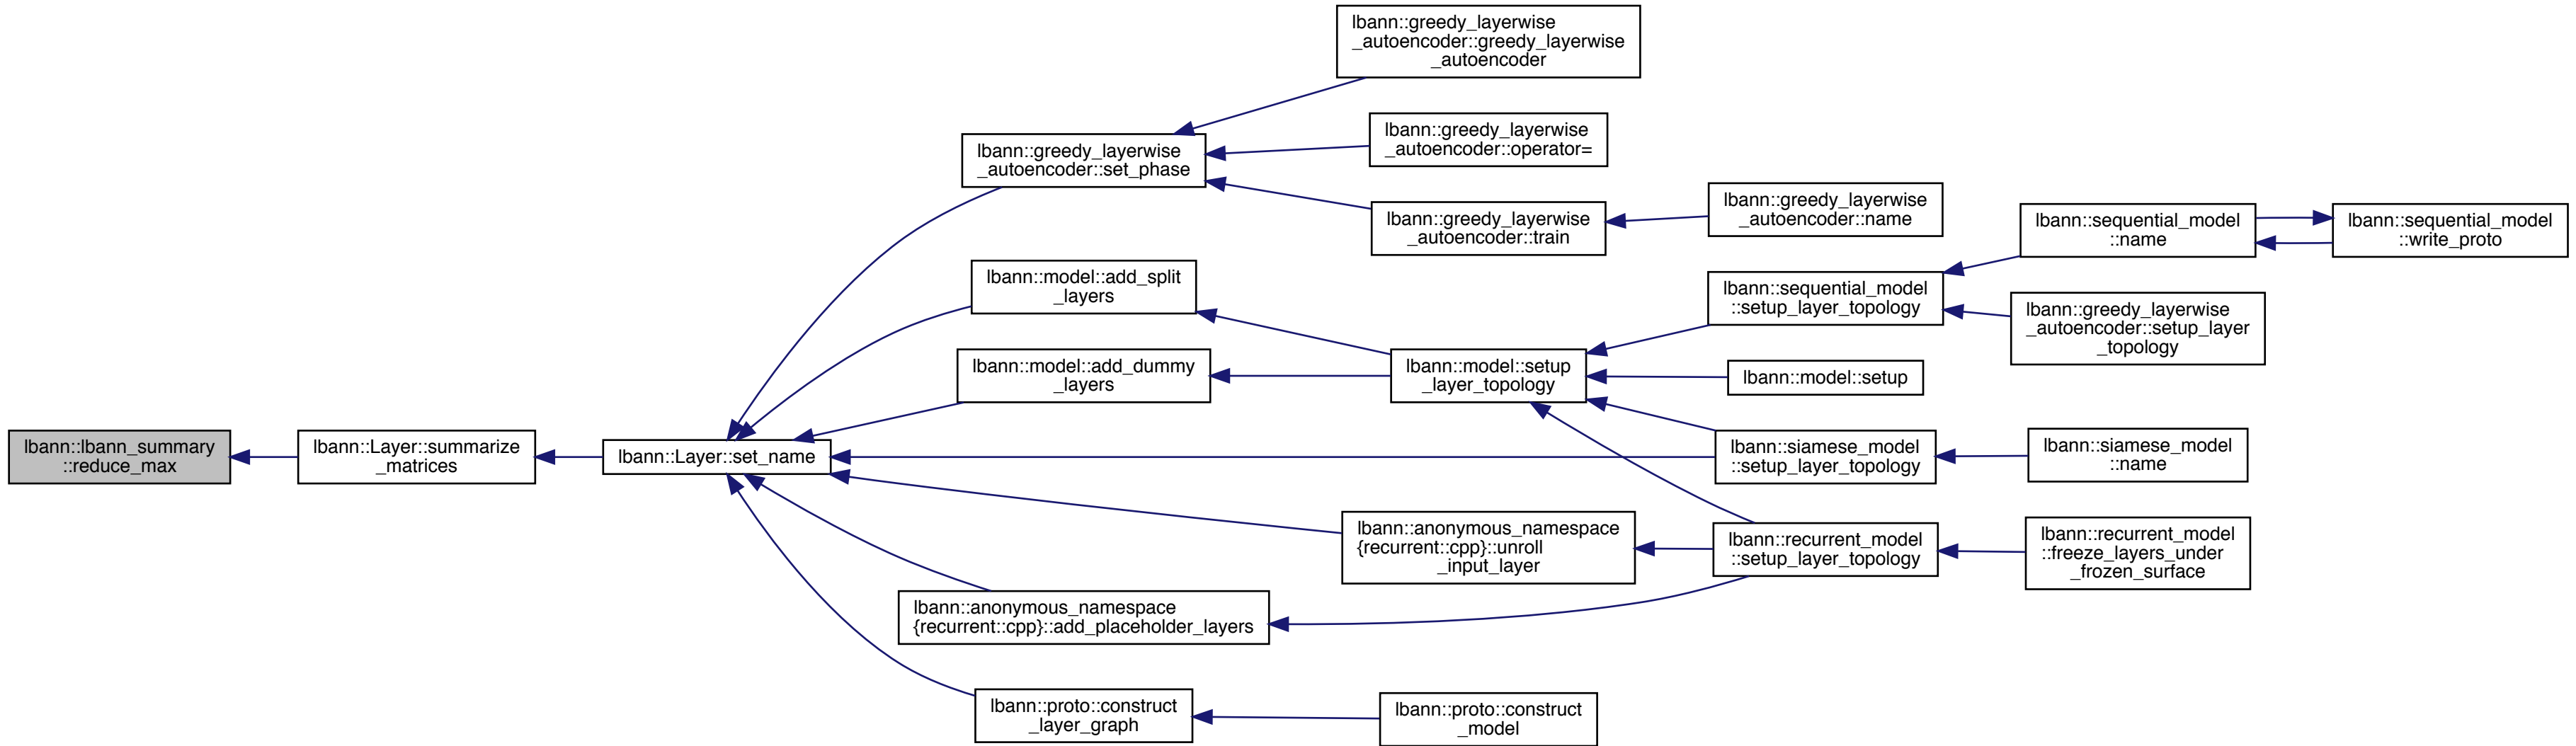 lbann::lbann_summary
::reduce_max
lbann::Layer::summarize
_matrices
lbann::Layer::set_name
lbann::greedy_layerwise
_autoencoder::set_phase
lbann::greedy_layerwise
_autoencoder::greedy_layerwise
_autoencoder
lbann::greedy_layerwise
_autoencoder::operator=
lbann::greedy_layerwise
_autoencoder::train
lbann::greedy_layerwise
_autoencoder::name
lbann::model::add_split
_layers
lbann::model::add_dummy
_layers
lbann::model::setup
_layer_topology
lbann::sequential_model
::setup_layer_topology
lbann::sequential_model
::name
lbann::sequential_model
::write_proto
lbann::greedy_layerwise
_autoencoder::setup_layer
_topology
lbann::model::setup
lbann::siamese_model
::setup_layer_topology
lbann::siamese_model
::name
lbann::anonymous_namespace
{recurrent::cpp}::unroll
_input_layer
lbann::recurrent_model
::setup_layer_topology
lbann::recurrent_model
::freeze_layers_under
_frozen_surface
lbann::anonymous_namespace
{recurrent::cpp}::add_placeholder_layers
lbann::proto::construct
_layer_graph
lbann::proto::construct
_model